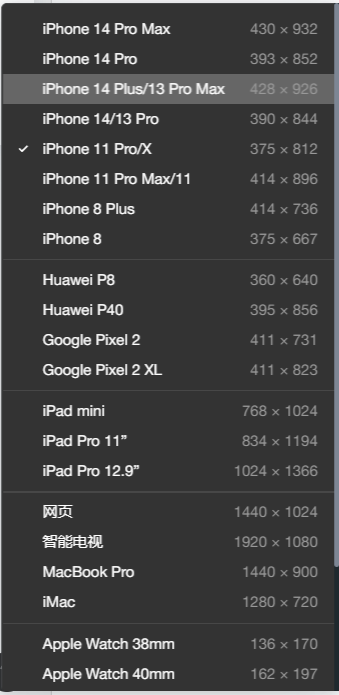 iPhone 14 Pro Max 430 × 932
iPhone 14 Pro 393 × 852
iPhone 14 Plus/13 Pro Max 428 × 926
iPhone 14/13 Pro 390 × 844
iPhone 11 Pro/X 375 × 812
iPhone 11 Pro Max/11 414 × 896
iPhone 8 Plus 414 × 736
iPhone 8 375 × 667
Huawei P8 360 × 640
Huawei P40 395 × 856
Google Pixel 2 411 × 731
Google Pixel 2 XL 411 × 823
iPad mini 768 × 1024
iPad Pro 11” 834 × 1194
iPad Pro 12.9” 1024 × 1366
网页 1440 × 1024
智能电视 1920 × 1080
MacBook Pro 1440 × 900
iMac 1280 × 720
Apple Watch 38mm 136 × 170
Apple Watch 40mm 162 × 197